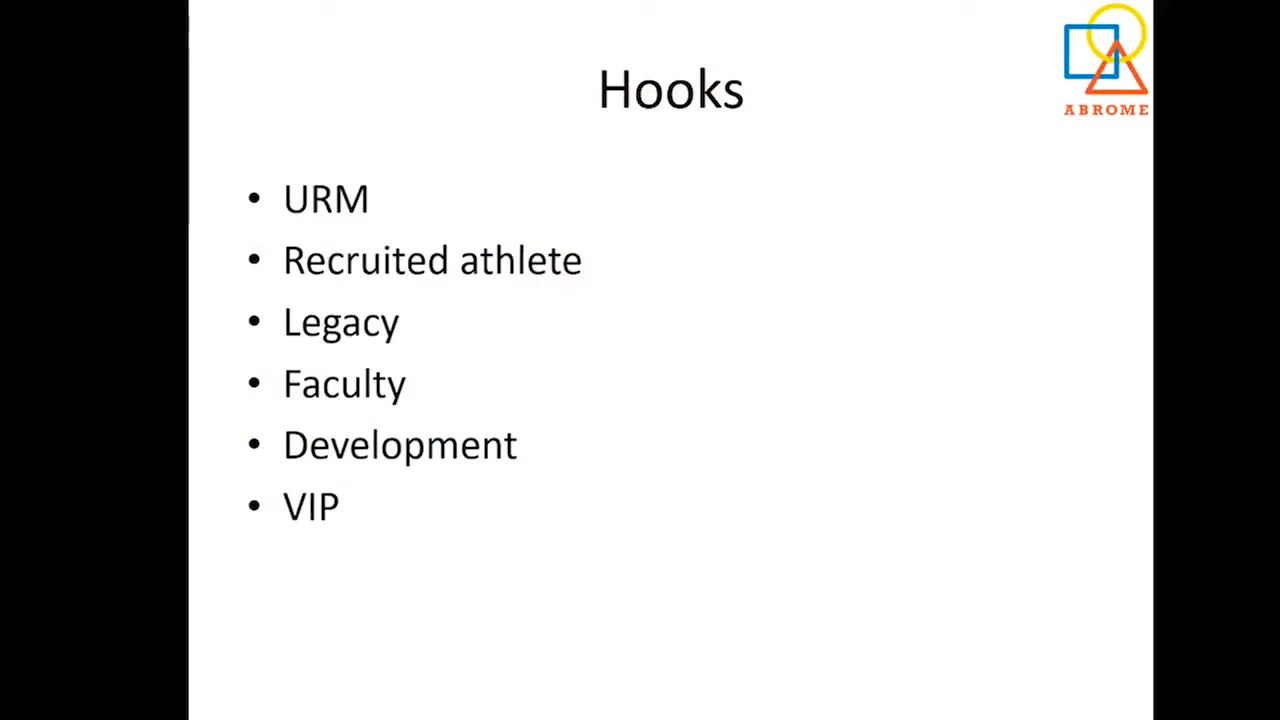 Hooks
ABROME
• URM
• Recruited athlete
• Legacy
• Faculty
• Development
• VIP